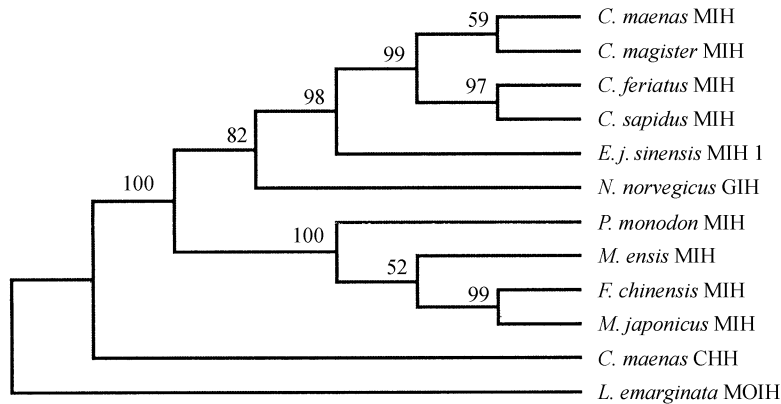 59 C. maenas MIH
C. magister MIH
99
97 C. feriatus MIH
98
C. sapidus MIH
82
E. j. sinensis MIH 1
100
N. norvegicus GIH
P. monodon MIH
100
M. ensis MIH
52
99 F. chinensis MIH
M. japonicus MIH
C. maenas CHH
L. emarginata MOIH